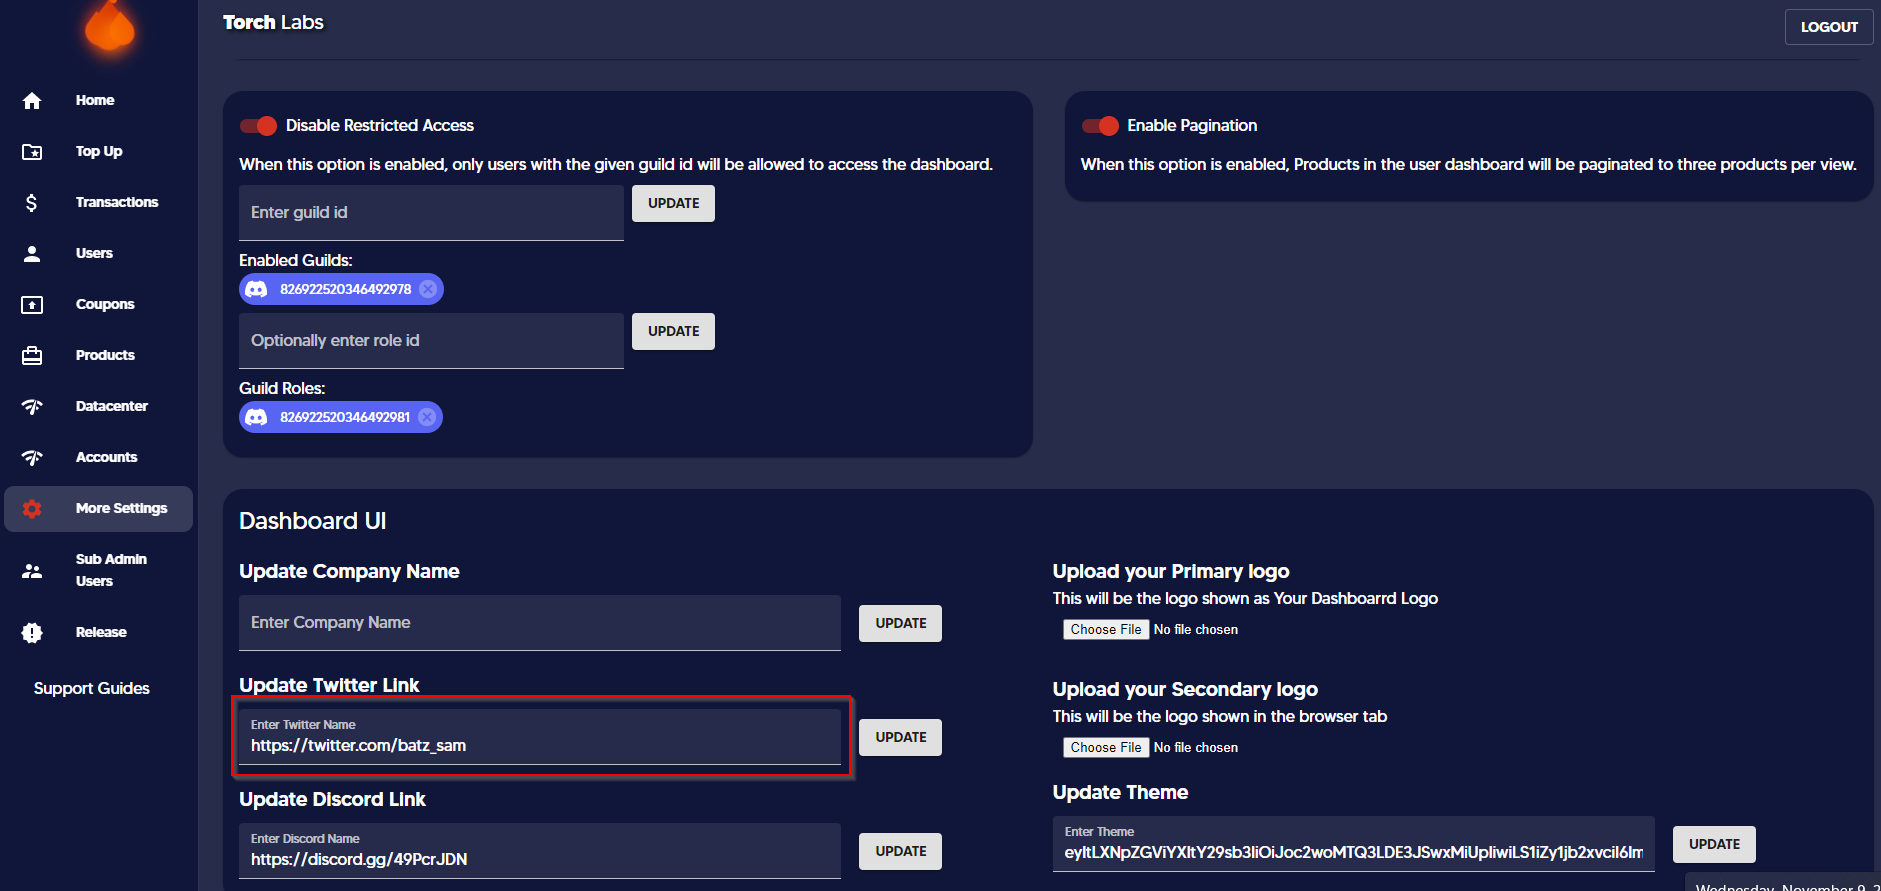 Torch Labs
LOGOUT
Home
Top Up
Transactions
Users
Coupons
Products
Datacenter
Accounts
More Settings
Sub Admin
Users
Release
Support Guides
Disable Restricted Access
When this option is enabled, only users with the given guild id will be allowed to access the dashboard.
Enter guild id
UPDATE
Enabled Guilds:
826922520346492978
Optionally enter role id
UPDATE
Guild Roles:
826922520346492981
Enable Pagination
When this option is enabled, Products in the user dashboard will be paginated to three products per view.
Dashboard UI
Update Company Name
Enter Company Name
UPDATE
Update Twitter Link
Enter Twitter Name
https://twitter.com/batz_sam
UPDATE
Update Discord Link
Enter Discord Name
https://discord.gg/49PcrJDN
UPDATE
Upload your Primary logo
This will be the logo shown as Your Dashboarrd Logo
Choose File No file chosen
Upload your Secondary logo
This will be the logo shown in the browser tab
Choose File No file chosen
Update Theme
Enter Theme
UPDATE
Wednesday, November 9, 2